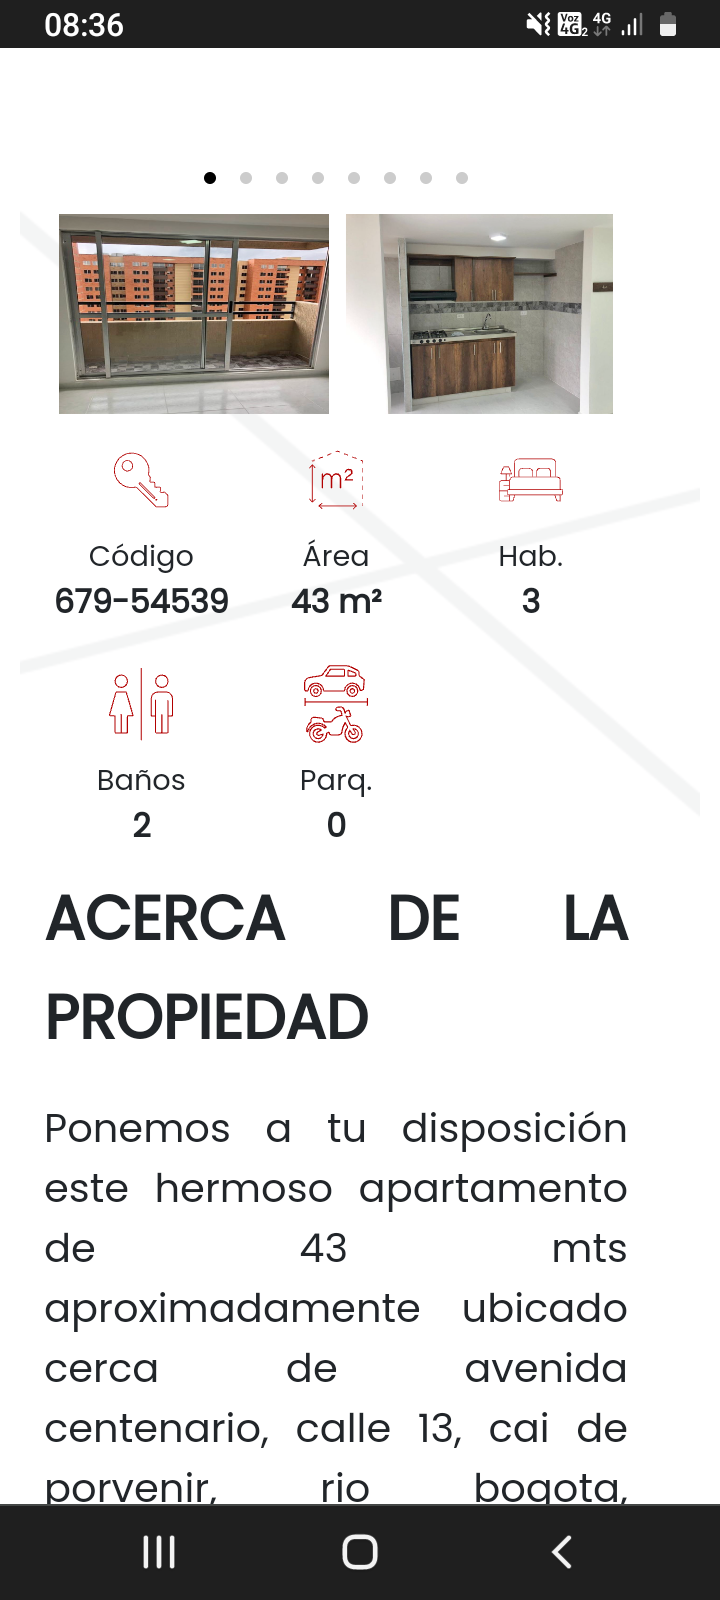 08:36
Voz
4G 2
4G
m²
Código
Área
Hab.
679-54539
43 m²
3
Baños
Parq.
2
0
ACERCA DE LA
PROPIEDAD
Ponemos a tu disposición
este hermoso apartamento
de 43 mts
aproximadamente ubicado
cerca de avenida
centenario, calle 13, cai de
porvenir, rio bogota,